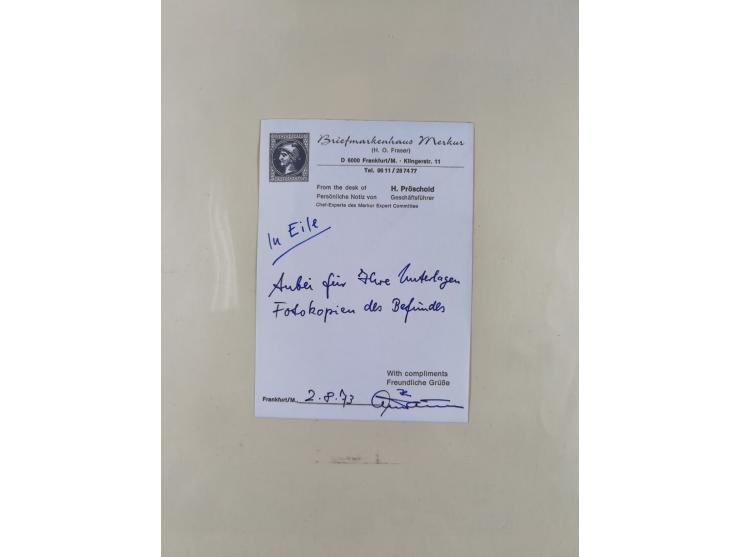 Briefmarkenhaus Merkur
(H. O. Fraser)
D 6000 Frankfurt/M. · Klingerstr. 11
Tel. 06 11 / 28 74 77
From the desk of H. Pröschold
Persönliche Notiz von Geschäftsführer
Chef-Experte des Merkur Expert Committee
In Eile
Anbei für Ihre Unterlagen
Fotokopien des Befundes
With compliments
Freundliche Grüße
Frankfurt/M., 2.8.73